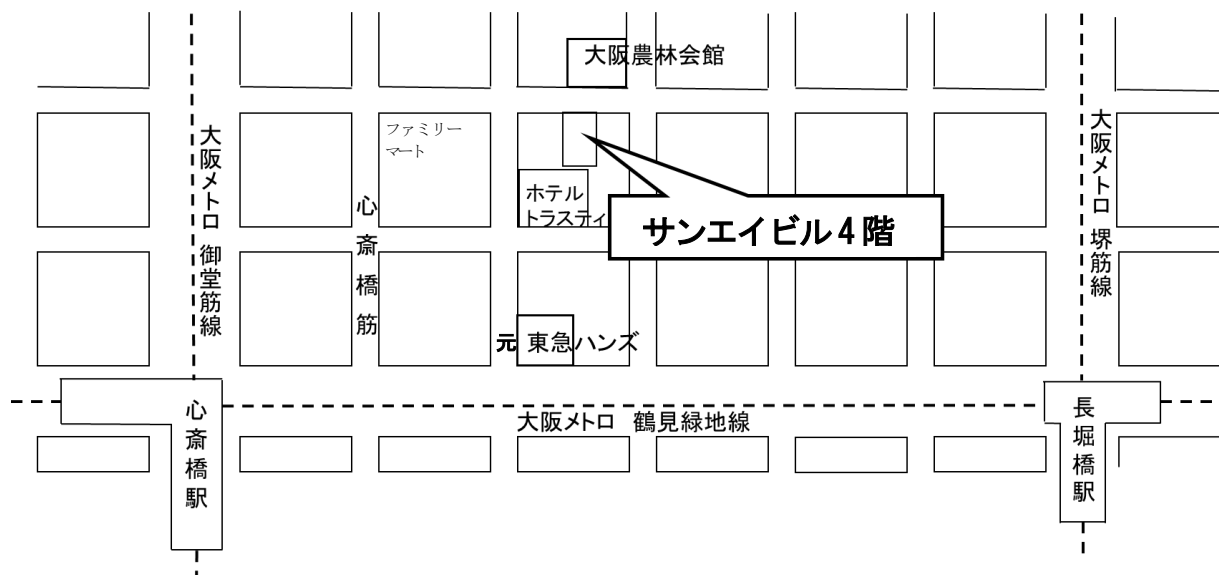 大阪農林会館
ファミリー
マート
大阪メトロ 御堂筋線
大阪メトロ 堺筋線
心斎橋筋
ホテル
トラスティ
サンエイビル4階
元 東急ハンズ
心斎橋駅
大阪メトロ 鶴見緑地線
長堀橋駅